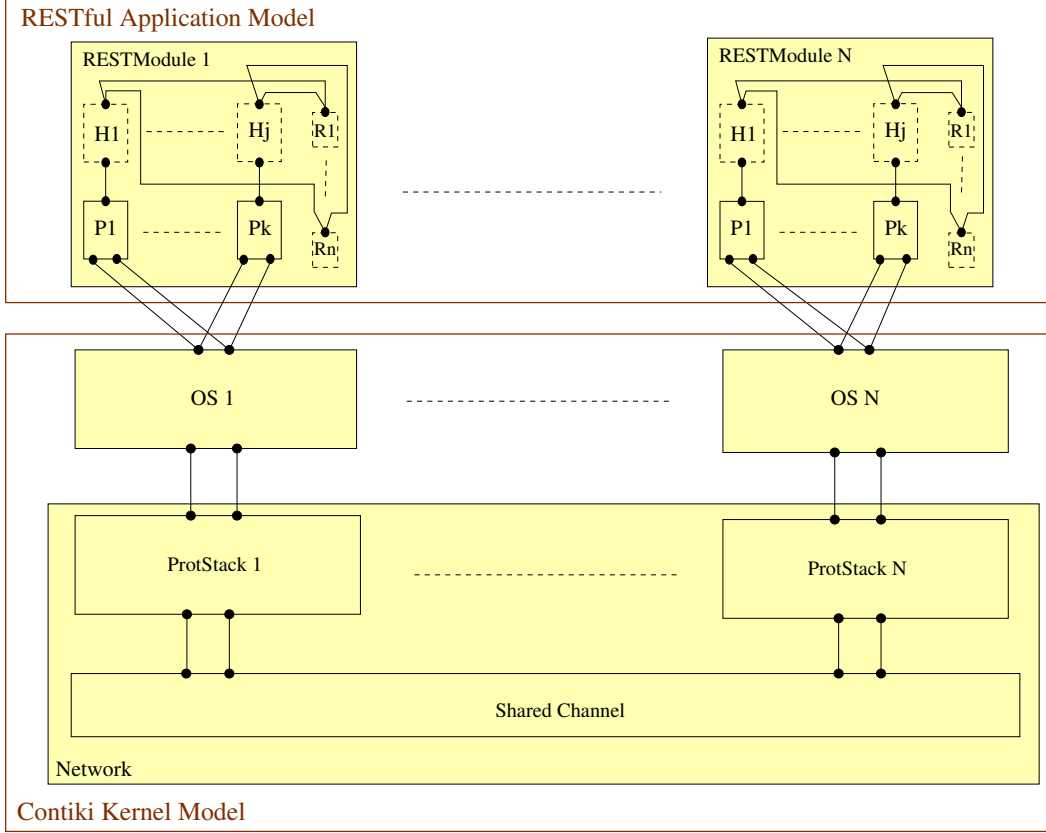 RESTful Application Model
RESTModule 1
H1
Hj
R1
P1
Pk
Rn
RESTModule N
H1
Hj
R1
P1
Pk
Rn
OS 1
OS N
ProtStack 1
ProtStack N
Shared Channel
Network
Contiki Kernel Model